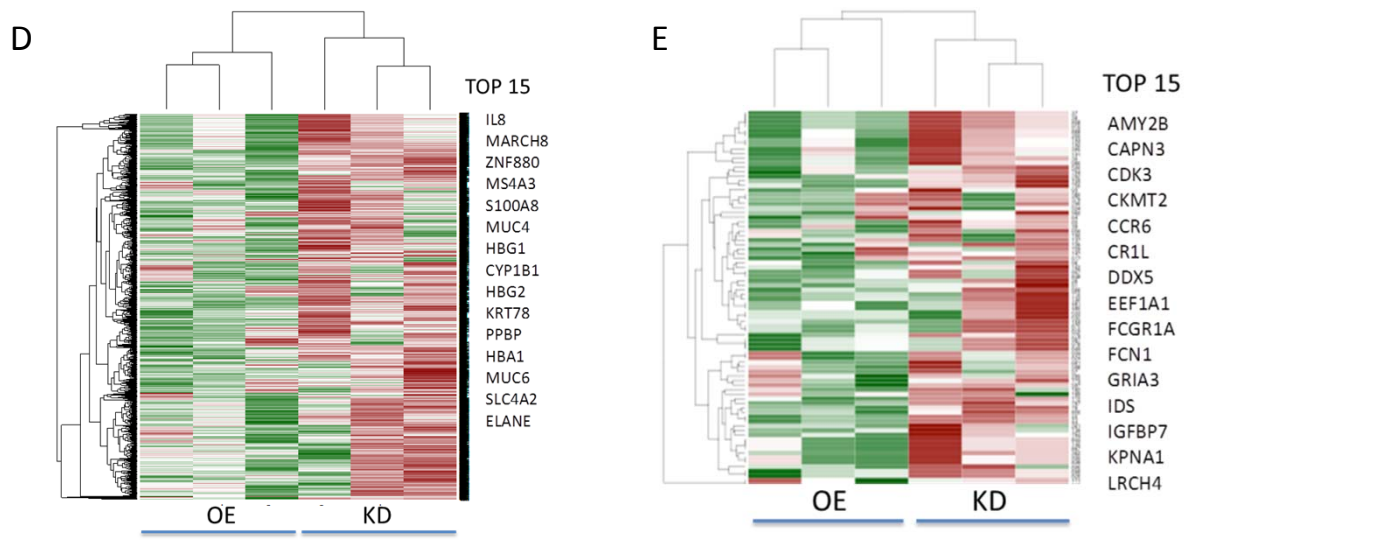 D
TOP 15
IL8
MARCH8
ZNF880
MS4A3
S100A8
MUC4
HBG1
CYP1B1
HBG2
KRT78
PPBP
HBA1
MUC6
SLC4A2
ELANE
OE
KD
E
TOP 15
AMY2B
CAPN3
CDK3
CKMT2
CCR6
CR1L
DDX5
EEF1A1
FCGR1A
FCN1
GRIA3
IDS
IGFBP7
KPNA1
LRCH4
OE
KD